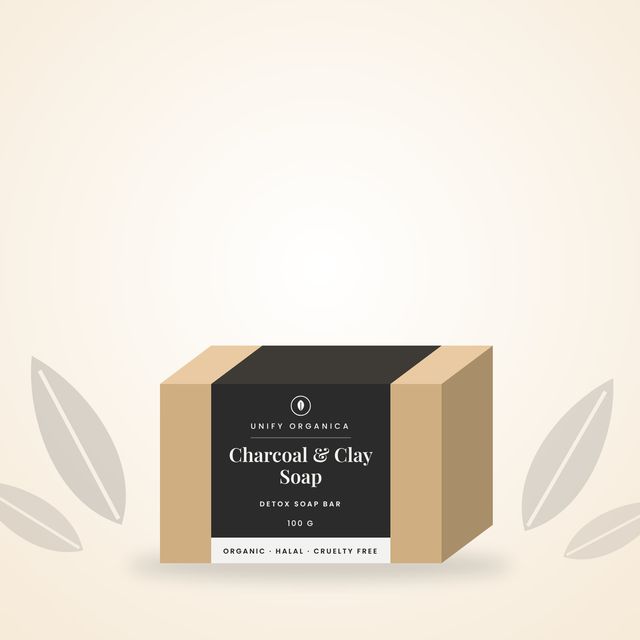 UNIFY ORGANICA
Charcoal & Clay
Soap
DETOX SOAP BAR
100 G
ORGANIC · HALAL · CRUELTY FREE